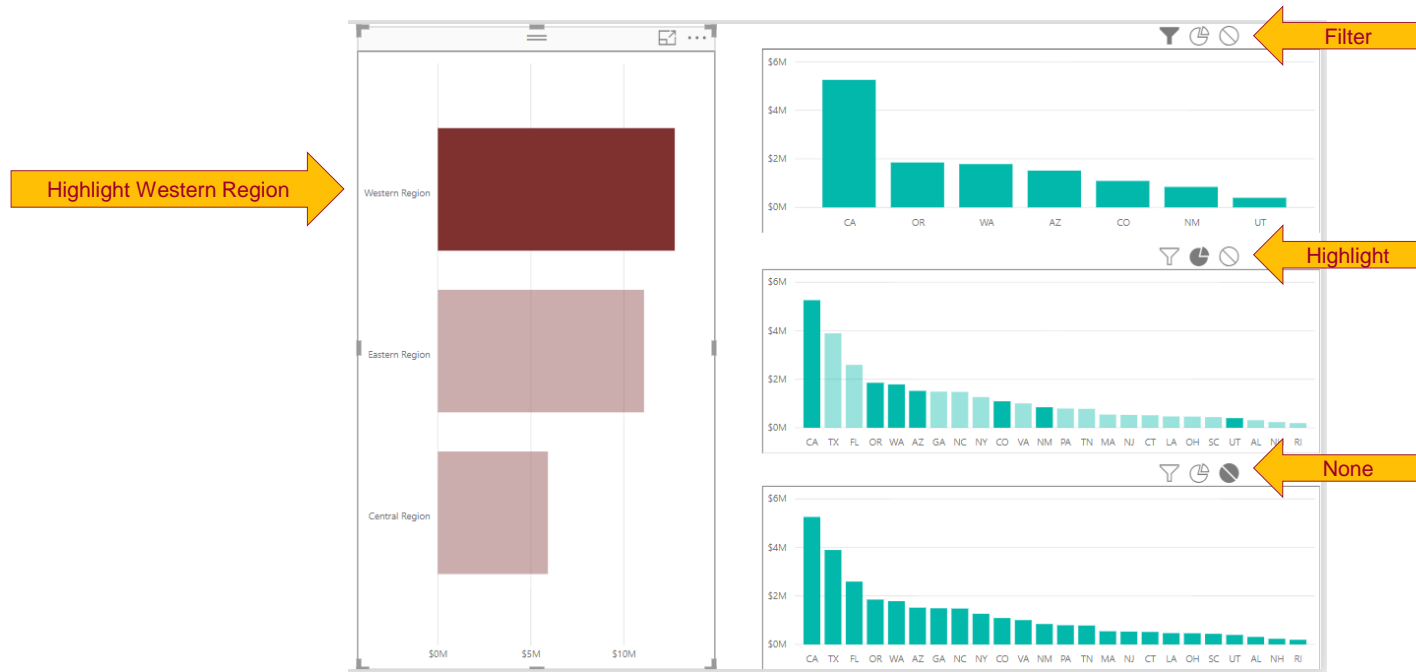 Filter
$6M
$4M
$2M
$0M
CA OR WA AZ CO NM UT
Highlight Western Region
Western Region
Eastern Region
Central Region
$0M $5M $10M
Highlight
$6M
$4M
$2M
$0M
CA TX FL OR WA AZ GA NC NY CO VA NM PA TN MA NJ CT LA OH SC UT AL NH RI
None
$6M
$4M
$2M
$0M
CA TX FL OR WA AZ GA NC NY CO VA NM PA TN MA NJ CT LA OH SC UT AL NH RI